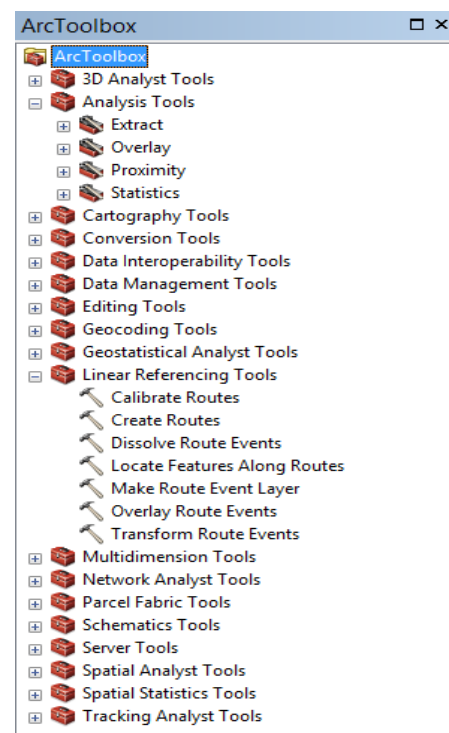 ArcToolbox
ArcToolbox
3D Analyst Tools
Analysis Tools
Extract
Overlay
Proximity
Statistics
Cartography Tools
Conversion Tools
Data Interoperability Tools
Data Management Tools
Editing Tools
Geocoding Tools
Geostatistical Analyst Tools
Linear Referencing Tools
Calibrate Routes
Create Routes
Dissolve Route Events
Locate Features Along Routes
Make Route Event Layer
Overlay Route Events
Transform Route Events
Multidimension Tools
Network Analyst Tools
Parcel Fabric Tools
Schematics Tools
Server Tools
Spatial Analyst Tools
Spatial Statistics Tools
Tracking Analyst Tools